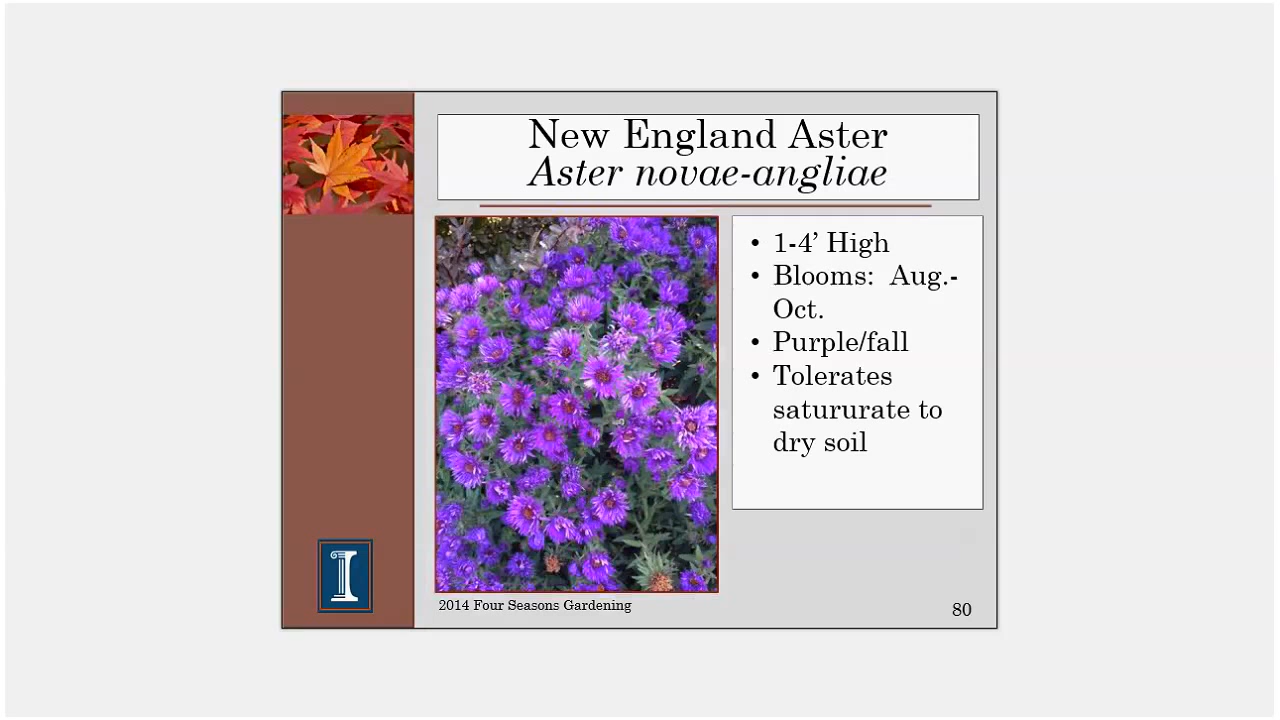 New England Aster
Aster novae-angliae
• 1-4’ High
• Blooms:  Aug.-
Oct.
• Purple/fall
• Tolerates
satururate to
dry soil
I
2014 Four Seasons Gardening
80